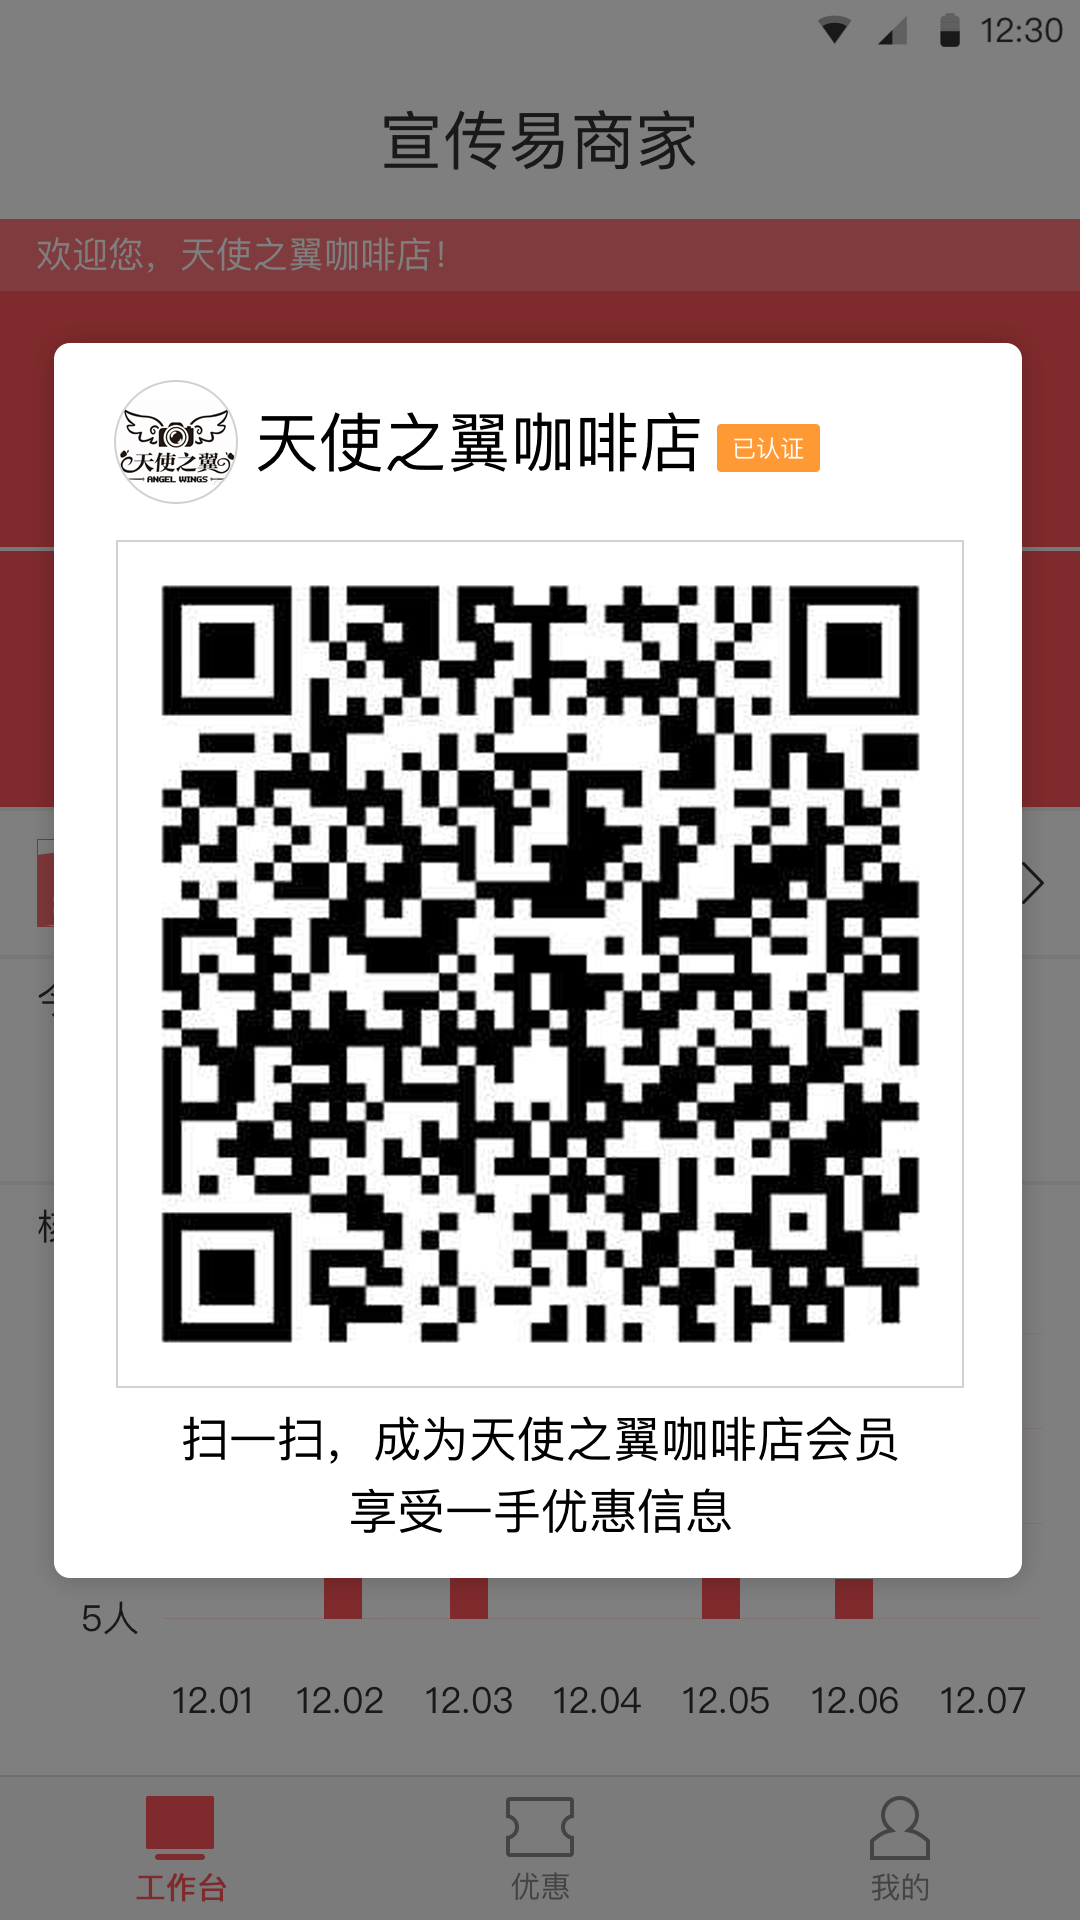 12:30
宣传易商家
欢迎您，天使之翼咖啡店！
天使之翼
ANGEL WINGS
天使之翼咖啡店
已认证
扫一扫，成为天使之翼咖啡店会员
享受一手优惠信息
5人
12.01 12.02 12.03 12.04 12.05 12.06 12.07
工作台 优惠 我的